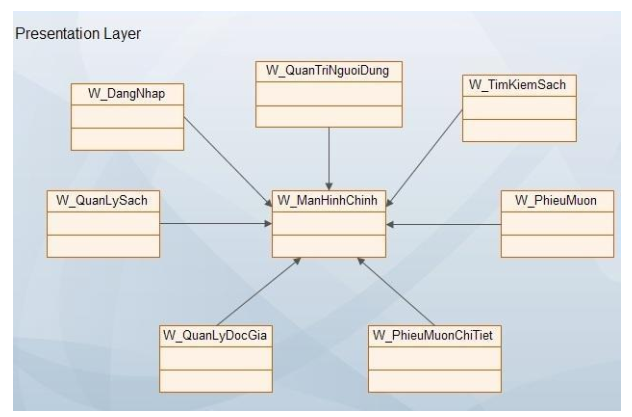 Presentation Layer
W_QuanTriNguoiDung
W_DangNhap
W_TimKiemSach
W_QuanLySach
W_ManHinhChinh
W_PhieuMuon
W_QuanLyDocGia
W_PhieuMuonChiTiet